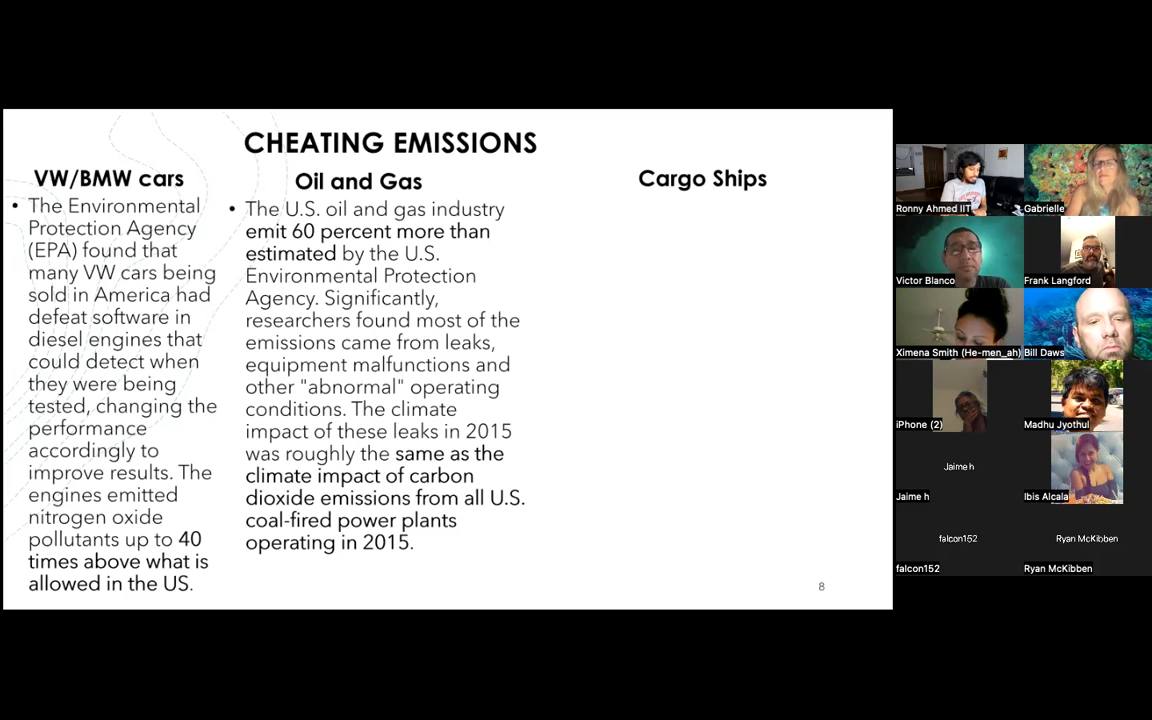 CHEATING EMISSIONS
VW/BMW cars
• The Environmental
Protection Agency
(EPA) found that
many VW cars being
sold in America had
defeat software in
diesel engines that
could detect when
they were being
tested, changing the
performance
accordingly to
improve results. The
engines emitted
nitrogen oxide
pollutants up to 40
times above what is
allowed in the US.
Oil and Gas
• The U.S. oil and gas industry
emit 60 percent more than
estimated by the U.S.
Environmental Protection
Agency. Significantly,
researchers found most of the
emissions came from leaks,
equipment malfunctions and
other "abnormal" operating
conditions. The climate
impact of these leaks in 2015
was roughly the same as the
climate impact of carbon
dioxide emissions from all U.S.
coal-fired power plants
operating in 2015.
Cargo Ships
8
Ronny Ahmed IIT
Gabrielle
Victor Blanco
Frank Langford
Ximena Smith (He-men_ah)
Bill Daws
iPhone (2)
Madhu Jyothul
Jaime h
Jaime h
Ibis Alcala
falcon152
Ryan McKibben
falcon152
Ryan McKibben